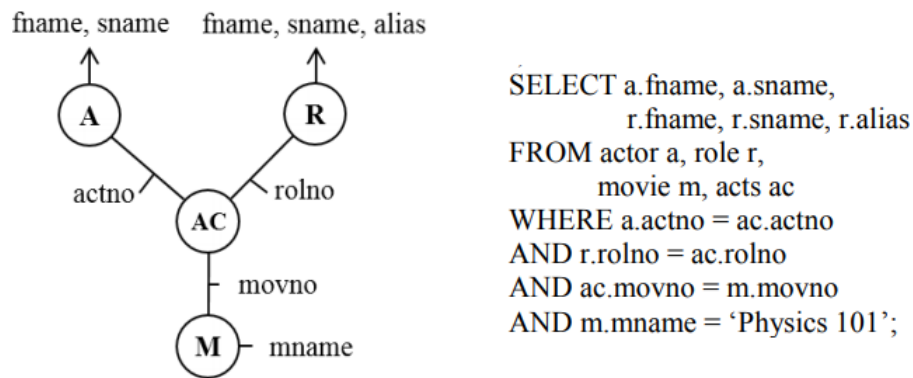 fname, sname
fname, sname, alias
A
R
actno
rolno
AC
movno
M
mname
SELECT a.fname, a.sname,
r.fname, r.sname, r.alias
FROM actor a, role r,
movie m, acts ac
WHERE a.actno = ac.actno
AND r.rolno = ac.rolno
AND ac.movno = m.movno
AND m.mname = ‘Physics 101’;